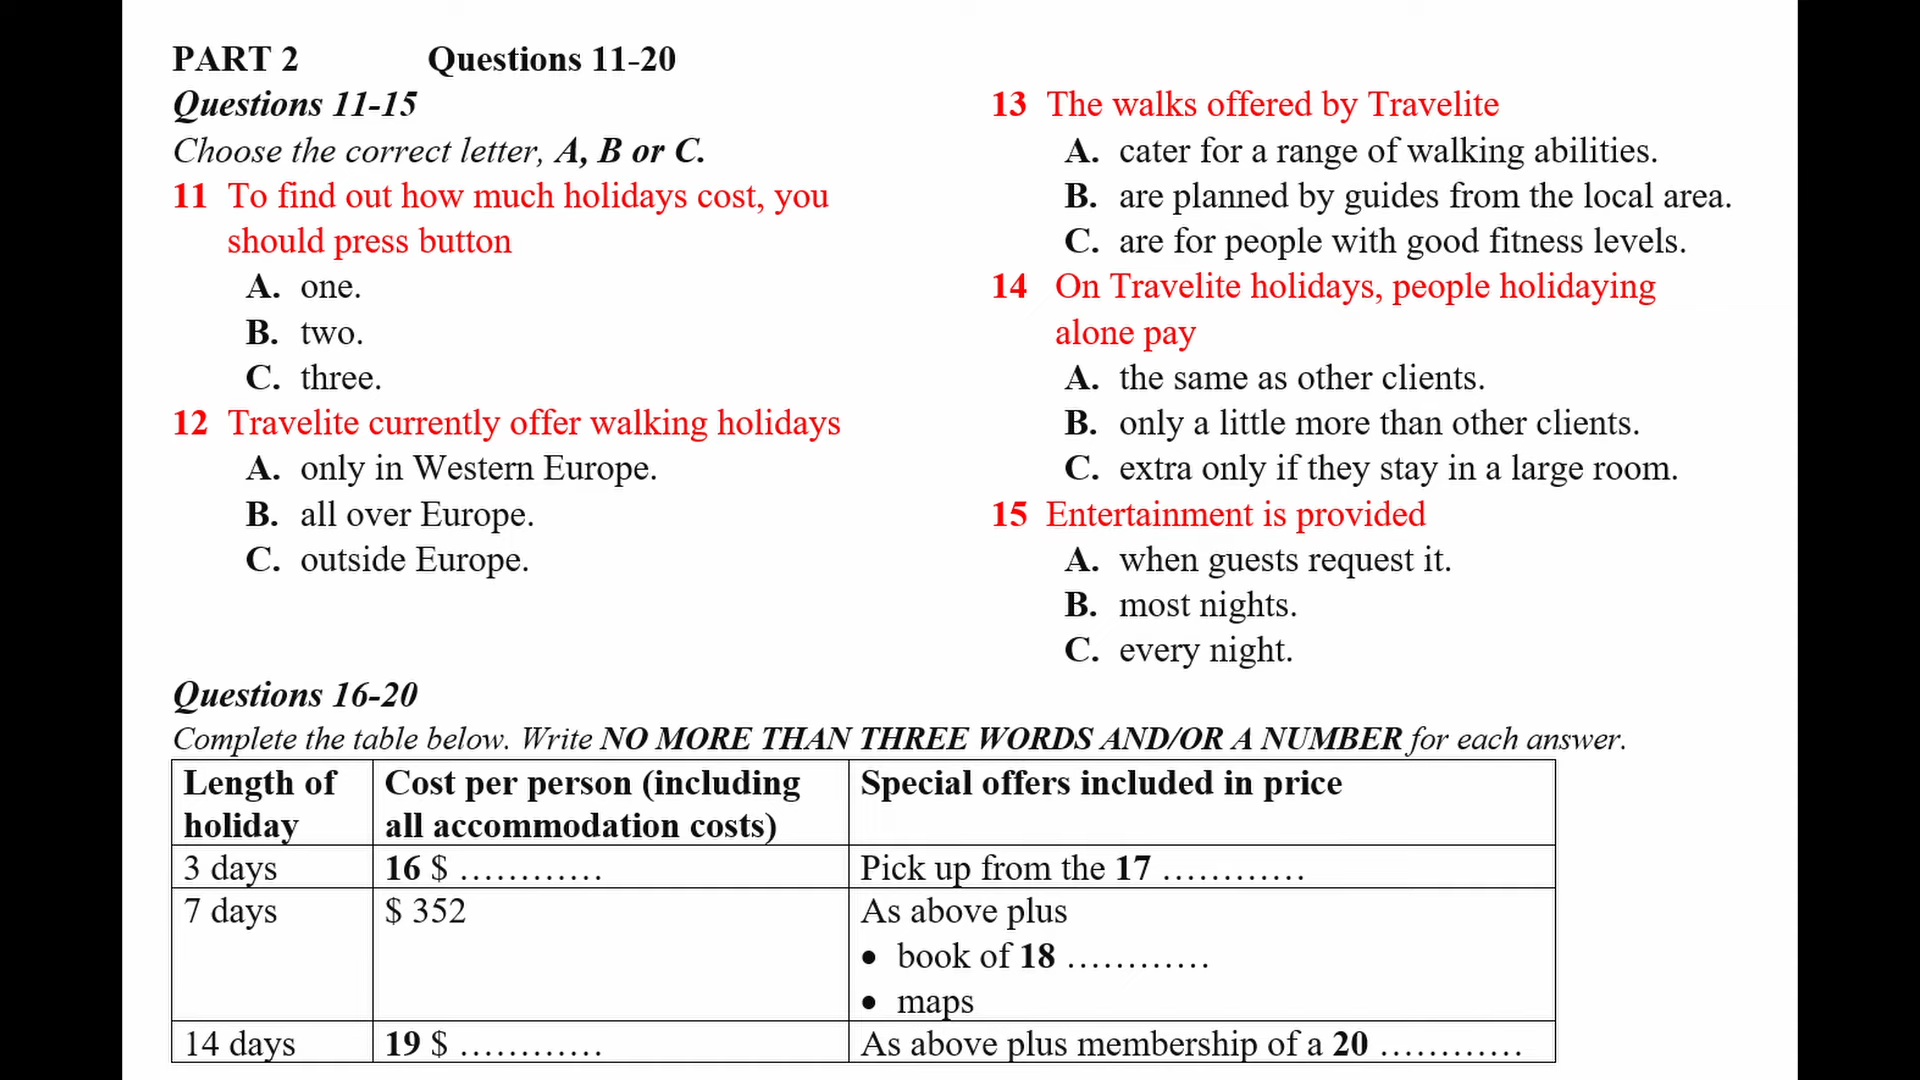 PART 2 Questions 11-20
Questions 11-15
Choose the correct letter, A, B or C.
11 To find out how much holidays cost, you
should press button
A. one.
B. two.
C. three.
12 Travelite currently offer walking holidays
A. only in Western Europe.
B. all over Europe.
C. outside Europe.
13 The walks offered by Travelite
A. cater for a range of walking abilities.
B. are planned by guides from the local area.
C. are for people with good fitness levels.
14 On Travelite holidays, people holidaying
alone pay
A. the same as other clients.
B. only a little more than other clients.
C. extra only if they stay in a large room.
15 Entertainment is provided
A. when guests request it.
B. most nights.
C. every night.
Questions 16-20
Complete the table below. Write NO MORE THAN THREE WORDS AND/OR A NUMBER for each answer.
Length of holiday
Cost per person (including all accommodation costs)
Special offers included in price
3 days
16 $ …………
Pick up from the 17 …………
7 days
$ 352
As above plus
• book of 18 …………
• maps
14 days
19 $ …………
As above plus membership of a 20 …………